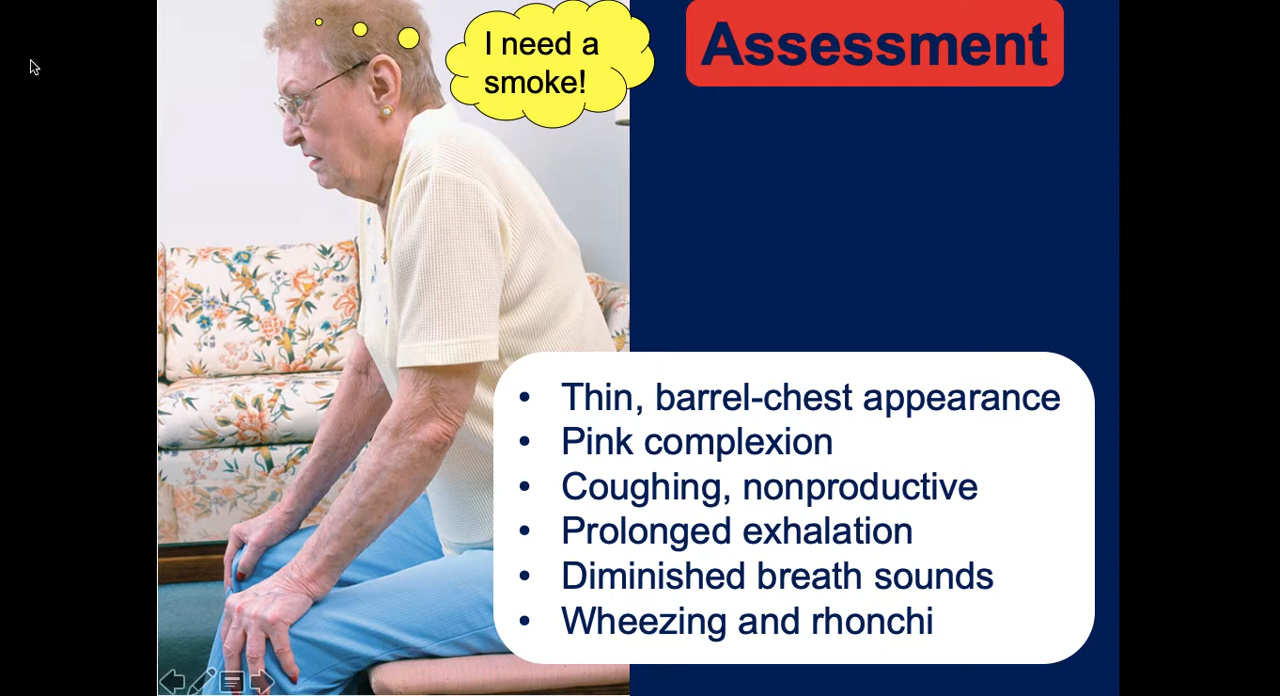 I need a
smoke!
Assessment
• Thin, barrel-chest appearance
• Pink complexion
• Coughing, nonproductive
• Prolonged exhalation
• Diminished breath sounds
• Wheezing and rhonchi